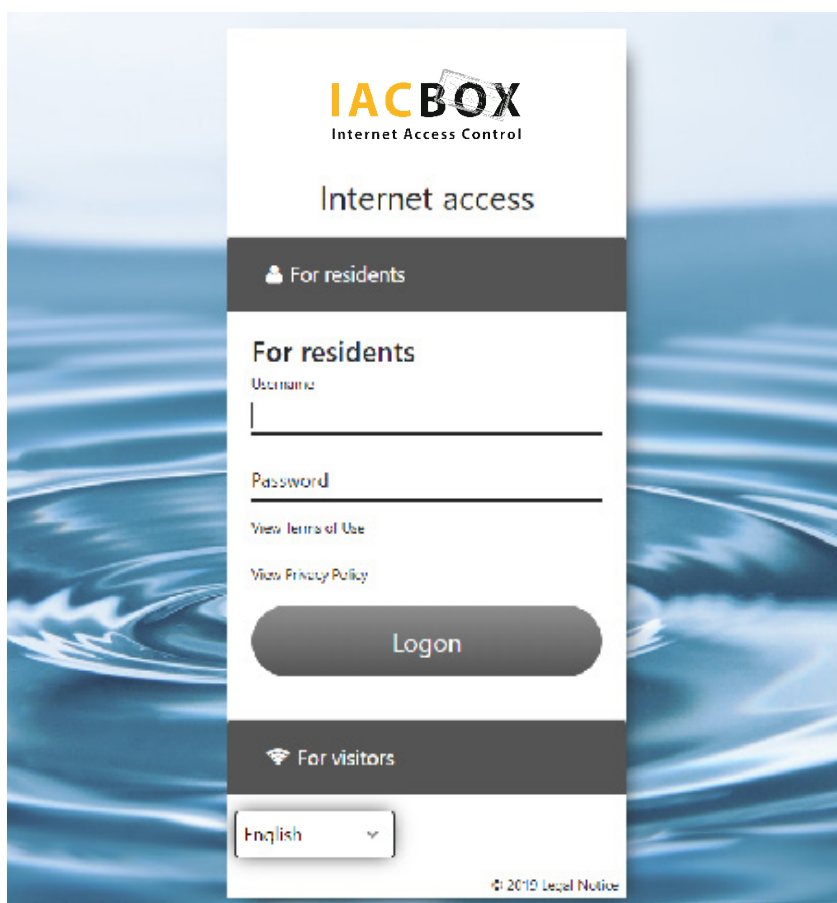 IACBOX
Internet Access Control
Internet access
For residents
For residents
Username
Password
View Terms of Use
View Privacy Policy
Logon
For visitors
English
© 2019 Legal Notice